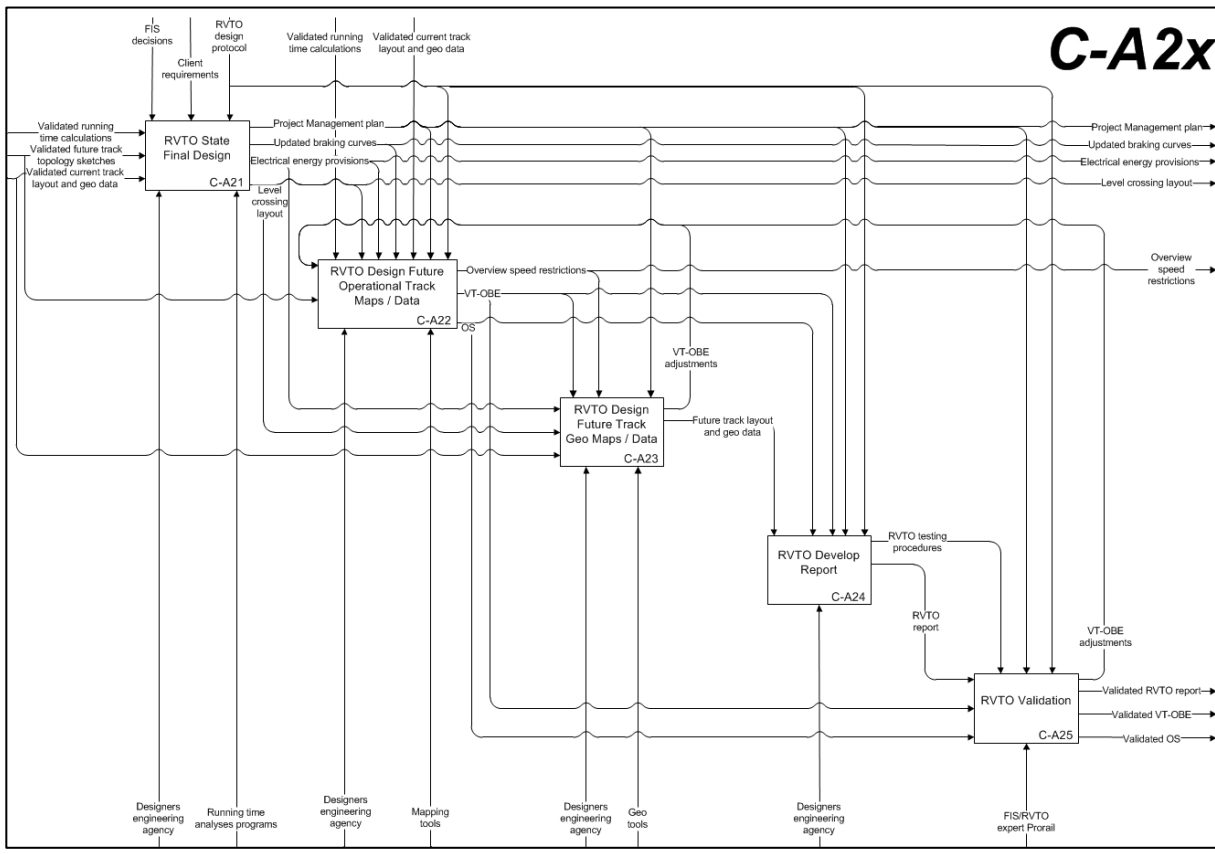 C-A2x
FIS
decisions
Client
requirements
RVTO
design
protocol
Validated running
time calculations
Validated current track
layout and geo data
Validated running
time calculations
Validated future track
topology sketches
Validated current track
layout and geo data
RVTO State
Final Design
C-A21
Project Management plan
Updated braking curves
Electrical energy provisions
Level
crossing
layout
Project Management plan
Updated braking curves
Electrical energy provisions
Level crossing layout
RVTO Design Future
Operational Track
Maps / Data
C-A22
Overview speed restrictions
VT-OBE
OS
Overview
speed
restrictions
VT-OBE
adjustments
RVTO Design
Future Track
Geo Maps / Data
C-A23
Future track layout
and geo data
RVTO Develop
Report
C-A24
RVTO testing
procedures
RVTO
report
VT-OBE
adjustments
RVTO Validation
C-A25
Validated RVTO report
Validated VT-OBE
Validated OS
Designers
engineering
agency
Running time
analyses programs
Designers
engineering
agency
Mapping
tools
Designers
engineering
agency
Geo
tools
Designers
engineering
agency
FIS/RVTO
expert Prorail